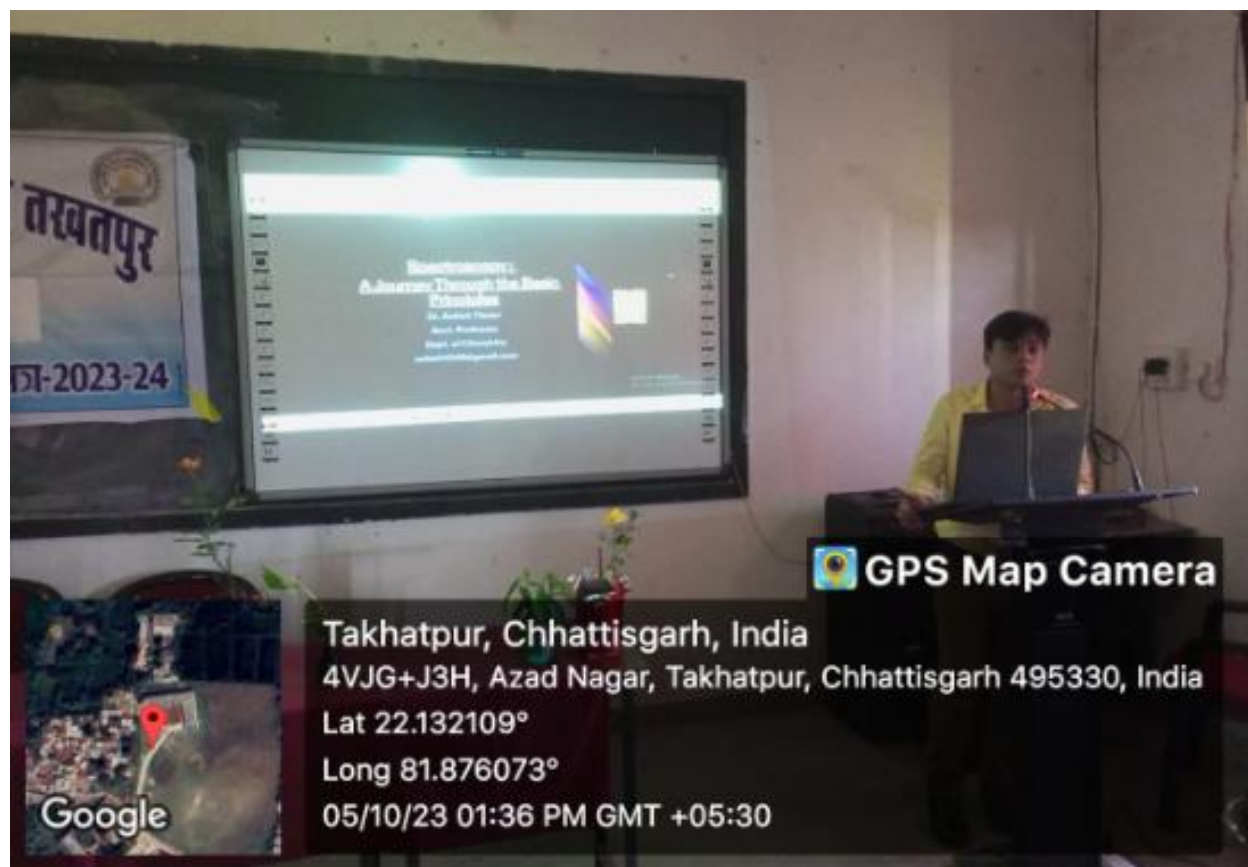 तखतपुर
-2023-24
Spectroscopy :
A Journey Through the Basic
Principles
GPS Map Camera
Takhatpur, Chhattisgarh, India
4VJG+J3H, Azad Nagar, Takhatpur, Chhattisgarh 495330, India
Lat 22.132109°
Long 81.876073°
05/10/23 01:36 PM GMT +05:30
Google